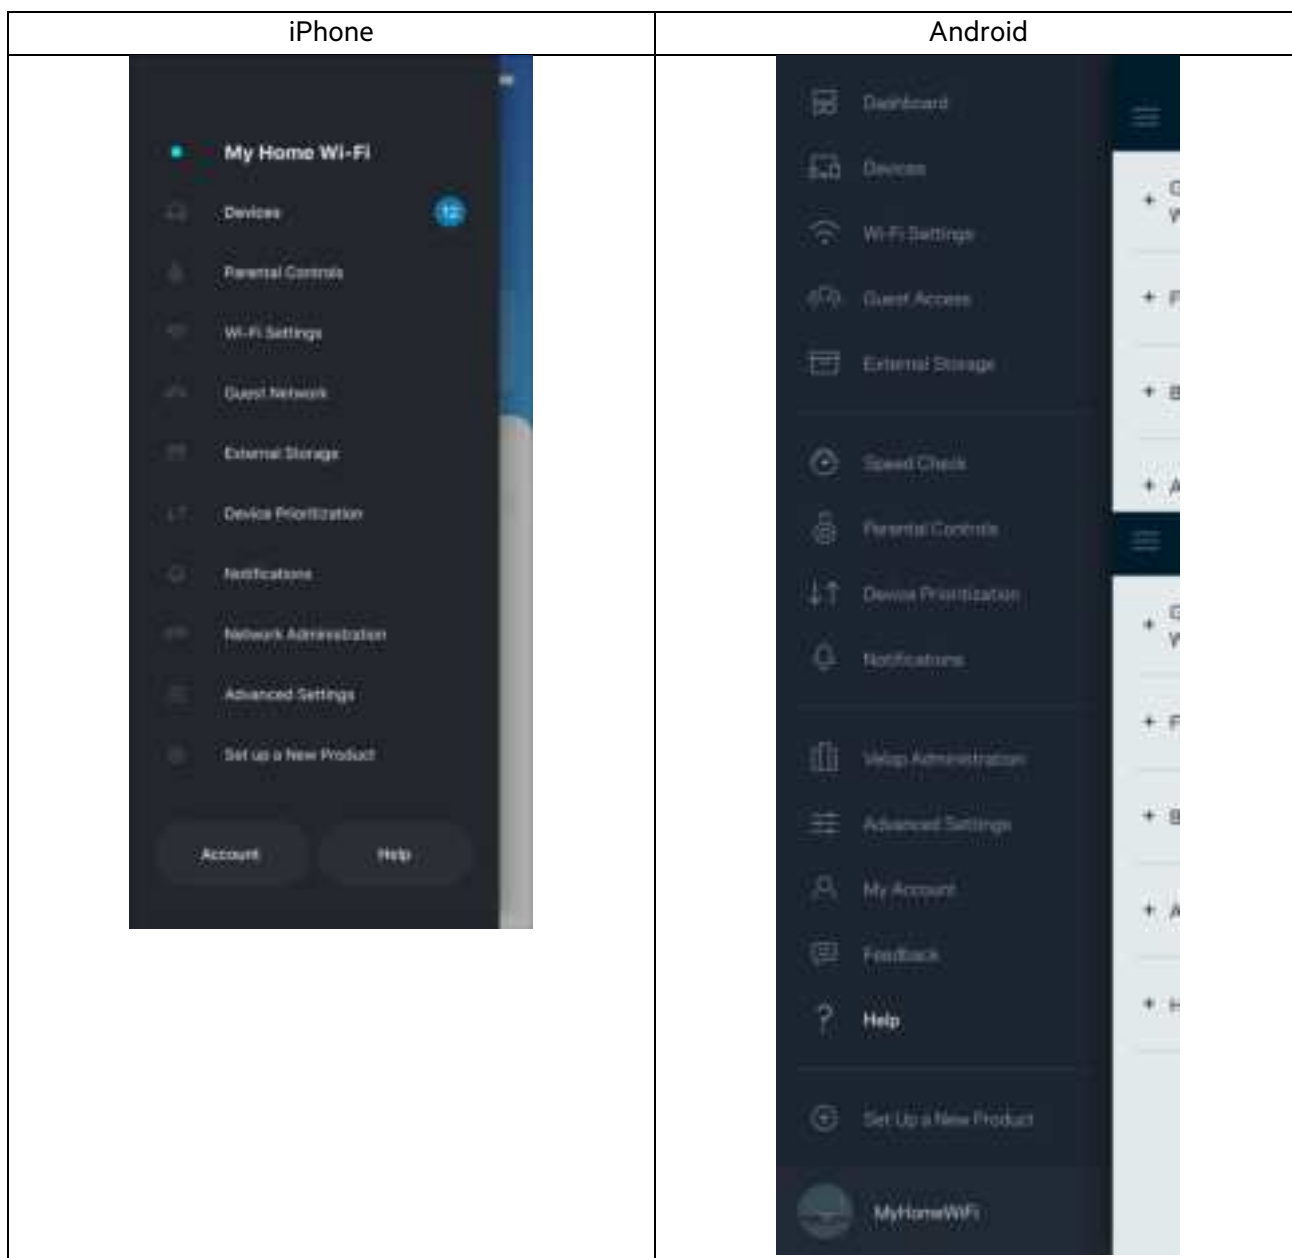 iPhone
Android
My Home Wi-Fi
Devices
12
Parental Controls
Wi-Fi Settings
Guest Network
External Storage
Device Prioritization
Notifications
Network Administration
Advanced Settings
Set up a New Product
Account
Help
Dashboard
Devices
Wi-Fi Settings
Guest Access
External Storage
Speed Check
Parental Controls
Device Prioritization
Notifications
Velop Administration
Advanced Settings
My Account
Feedback
Help
Set Up a New Product
MyHomeWiFi